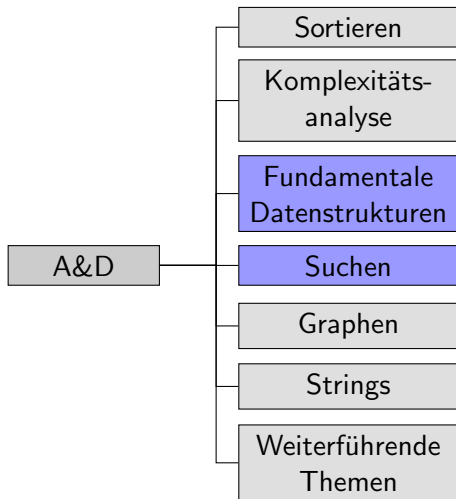 Sortieren
Komplexitäts-
analyse
Fundamentale
Datenstrukturen
A&D
Suchen
Graphen
Strings
Weiterführende
Themen